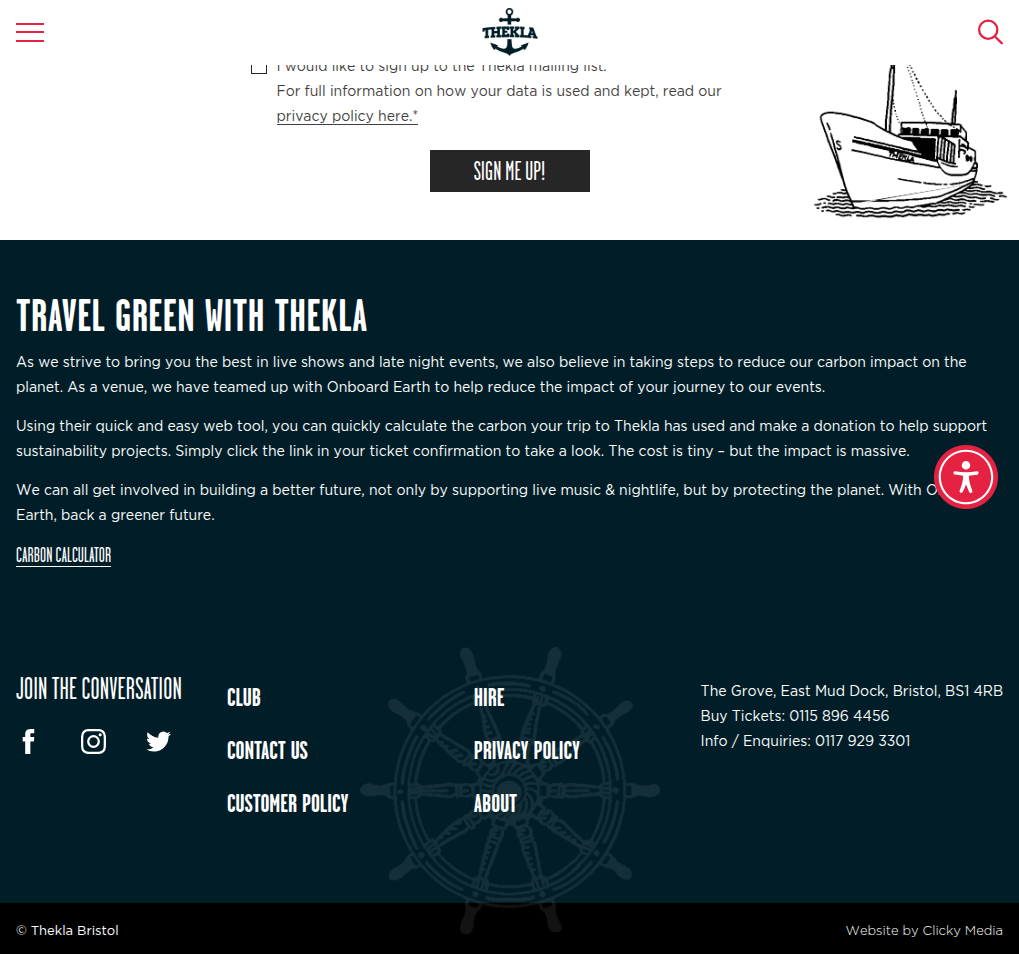 THEKLA
I would like to sign up to the Thekla mailing list.
For full information on how your data is used and kept, read our
privacy policy here.*
SIGN ME UP!
S
THEKLA
TRAVEL GREEN WITH THEKLA
As we strive to bring you the best in live shows and late night events, we also believe in taking steps to reduce our carbon impact on the
planet. As a venue, we have teamed up with Onboard Earth to help reduce the impact of your journey to our events.
Using their quick and easy web tool, you can quickly calculate the carbon your trip to Thekla has used and make a donation to help support
sustainability projects. Simply click the link in your ticket confirmation to take a look. The cost is tiny – but the impact is massive.
We can all get involved in building a better future, not only by supporting live music & nightlife, but by protecting the planet. With
Earth, back a greener future.
CARBON CALCULATOR
JOIN THE CONVERSATION
CLUB
CONTACT US
CUSTOMER POLICY
HIRE
PRIVACY POLICY
ABOUT
The Grove, East Mud Dock, Bristol, BS1 4RB
Buy Tickets: 0115 896 4456
Info / Enquiries: 0117 929 3301
© Thekla Bristol
Website by Clicky Media